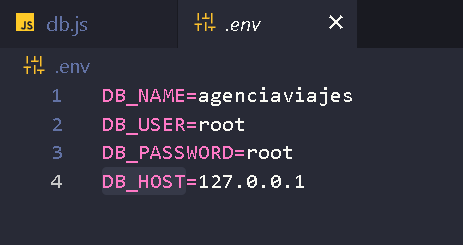 JS db.js .env
.env
1 DB_NAME=agenciaviajes
2 DB_USER=root
3 DB_PASSWORD=root
4 DB_HOST=127.0.0.1